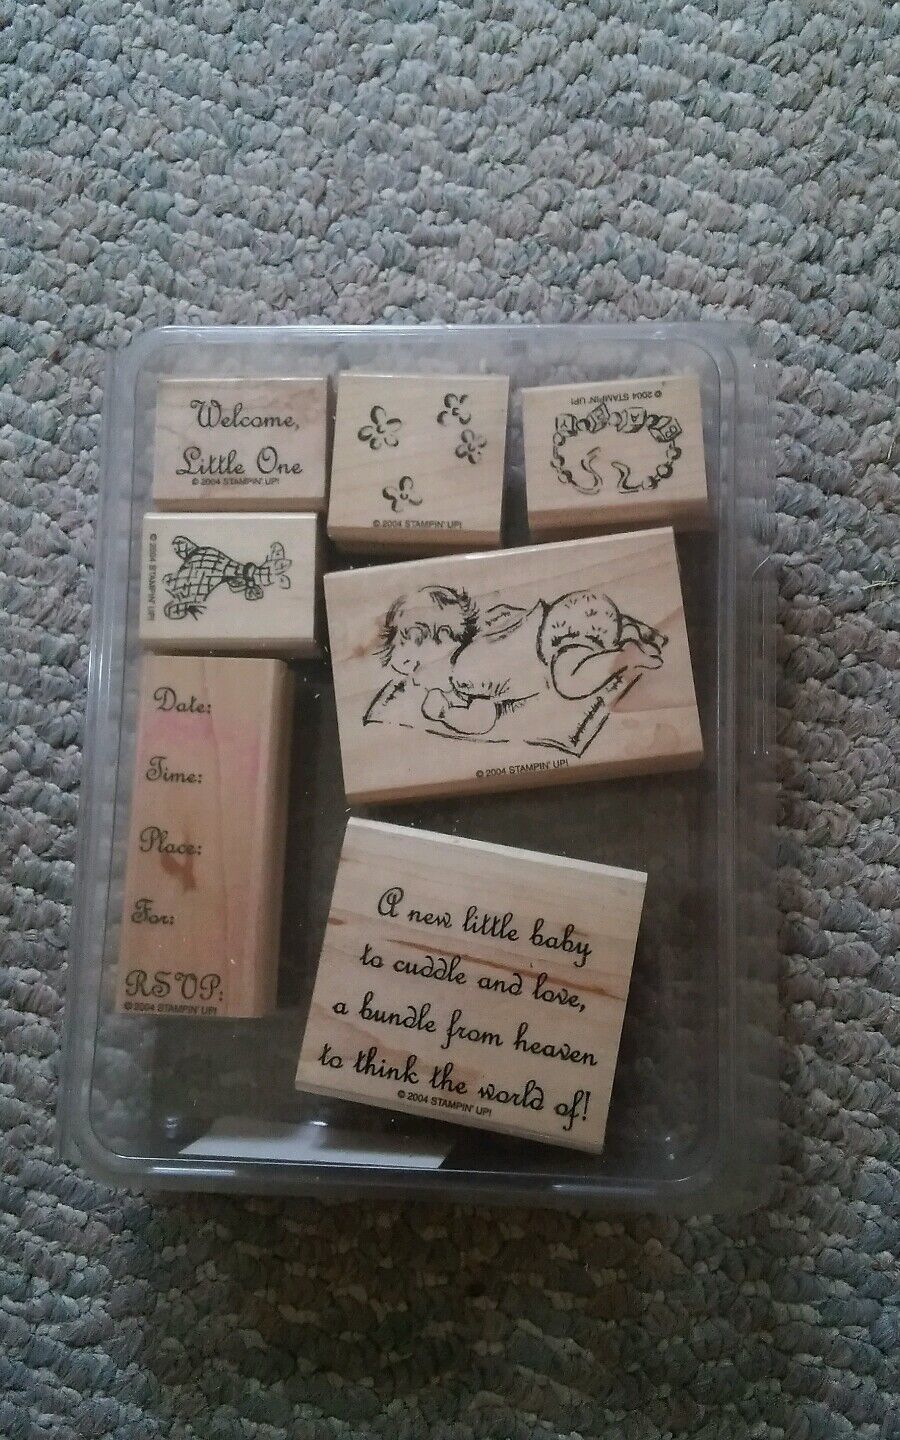 Welcome,
Little One
© 2004 STAMPIN' UP!
© 2004 STAMPIN' UP!
© 2004 STAMPIN' UP!
© 2004 STAMPIN' UP!
© 2004 STAMPIN' UP!
Date:
Time:
Place:
For:
RSVP:
© 2004 STAMPIN' UP!
A new little baby
to cuddle and love,
a bundle from heaven
to think the world of!
© 2004 STAMPIN' UP!